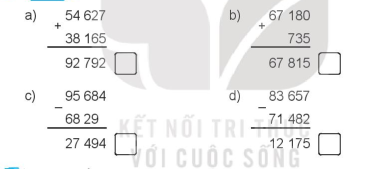 a) 54 627 b) 67 180
+ +
38 165 735
92 792 67 815
c) 95 684 d) 83 657
− −
68 29 71 482
27 494 12 175
KẾT NỐI TRI THỨC
VỚI CUỘC SỐNG